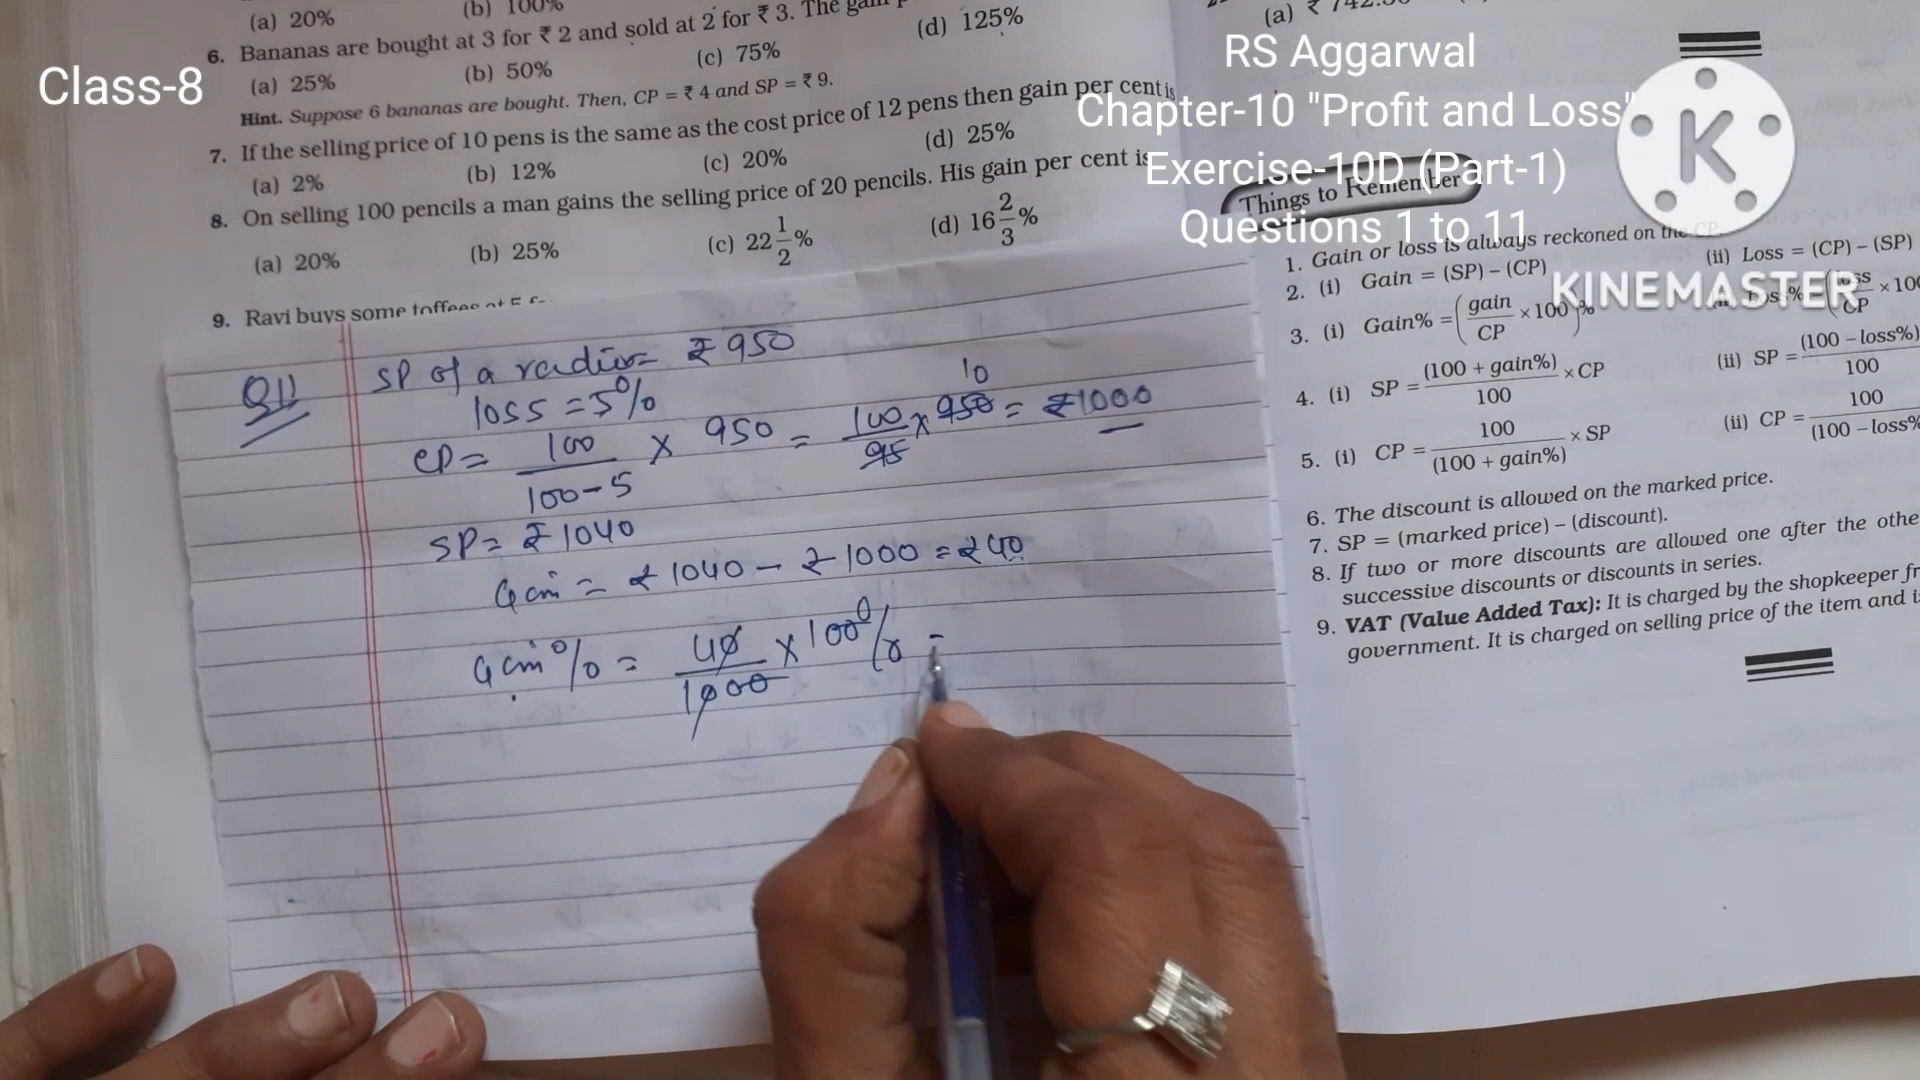 (a) 20%
(b) 100%
6. Bananas are bought at 3 for ₹ 2 and sold at 2 for ₹ 3. The gain
(a) 25%
(b) 50%
(c) 75%
(d) 125%
Hint. Suppose 6 bananas are bought. Then, CP = ₹ 4 and SP = ₹ 9.
7. If the selling price of 10 pens is the same as the cost price of 12 pens then gain per cent is
(a) 2%
(b) 12%
(c) 20%
(d) 25%
8. On selling 100 pencils a man gains the selling price of 20 pencils. His gain per cent is
(a) 20%
(b) 25%
(c) 22 1/2 %
(d) 16 2/3 %
9. Ravi buys some toffees at 5
Q11
SP of a radio = ₹ 950
loss = 5%
CP = 100/100-5 × 950 = 100/95 × 950 = ₹1000
10
SP = ₹ 1040
Gain = ₹ 1040 - ₹ 1000 = ₹ 40
Gain % = 40/1000 × 100 % =
Class-8
RS Aggarwal
Chapter-10 "Profit and Loss"
Exercise-10D (Part-1)
Questions 1 to 11
K
KINEMASTER
(a) ₹
Things to Remember
1. Gain or loss is always reckoned on the CP
2. (i) Gain = (SP) – (CP)
(ii) Loss = (CP) – (SP)
3. (i) Gain% = (gain/CP × 100)%
Loss% (loss/CP × 100
4. (i) SP = (100 + gain%)/100 × CP
(ii) SP = (100 – loss%)/100
5. (i) CP = 100/(100 + gain%) × SP
(ii) CP = 100/(100 – loss%
6. The discount is allowed on the marked price.
7. SP = (marked price) – (discount).
8. If two or more discounts are allowed one after the othe
successive discounts or discounts in series.
9. VAT (Value Added Tax): It is charged by the shopkeeper fr
government. It is charged on selling price of the item and i